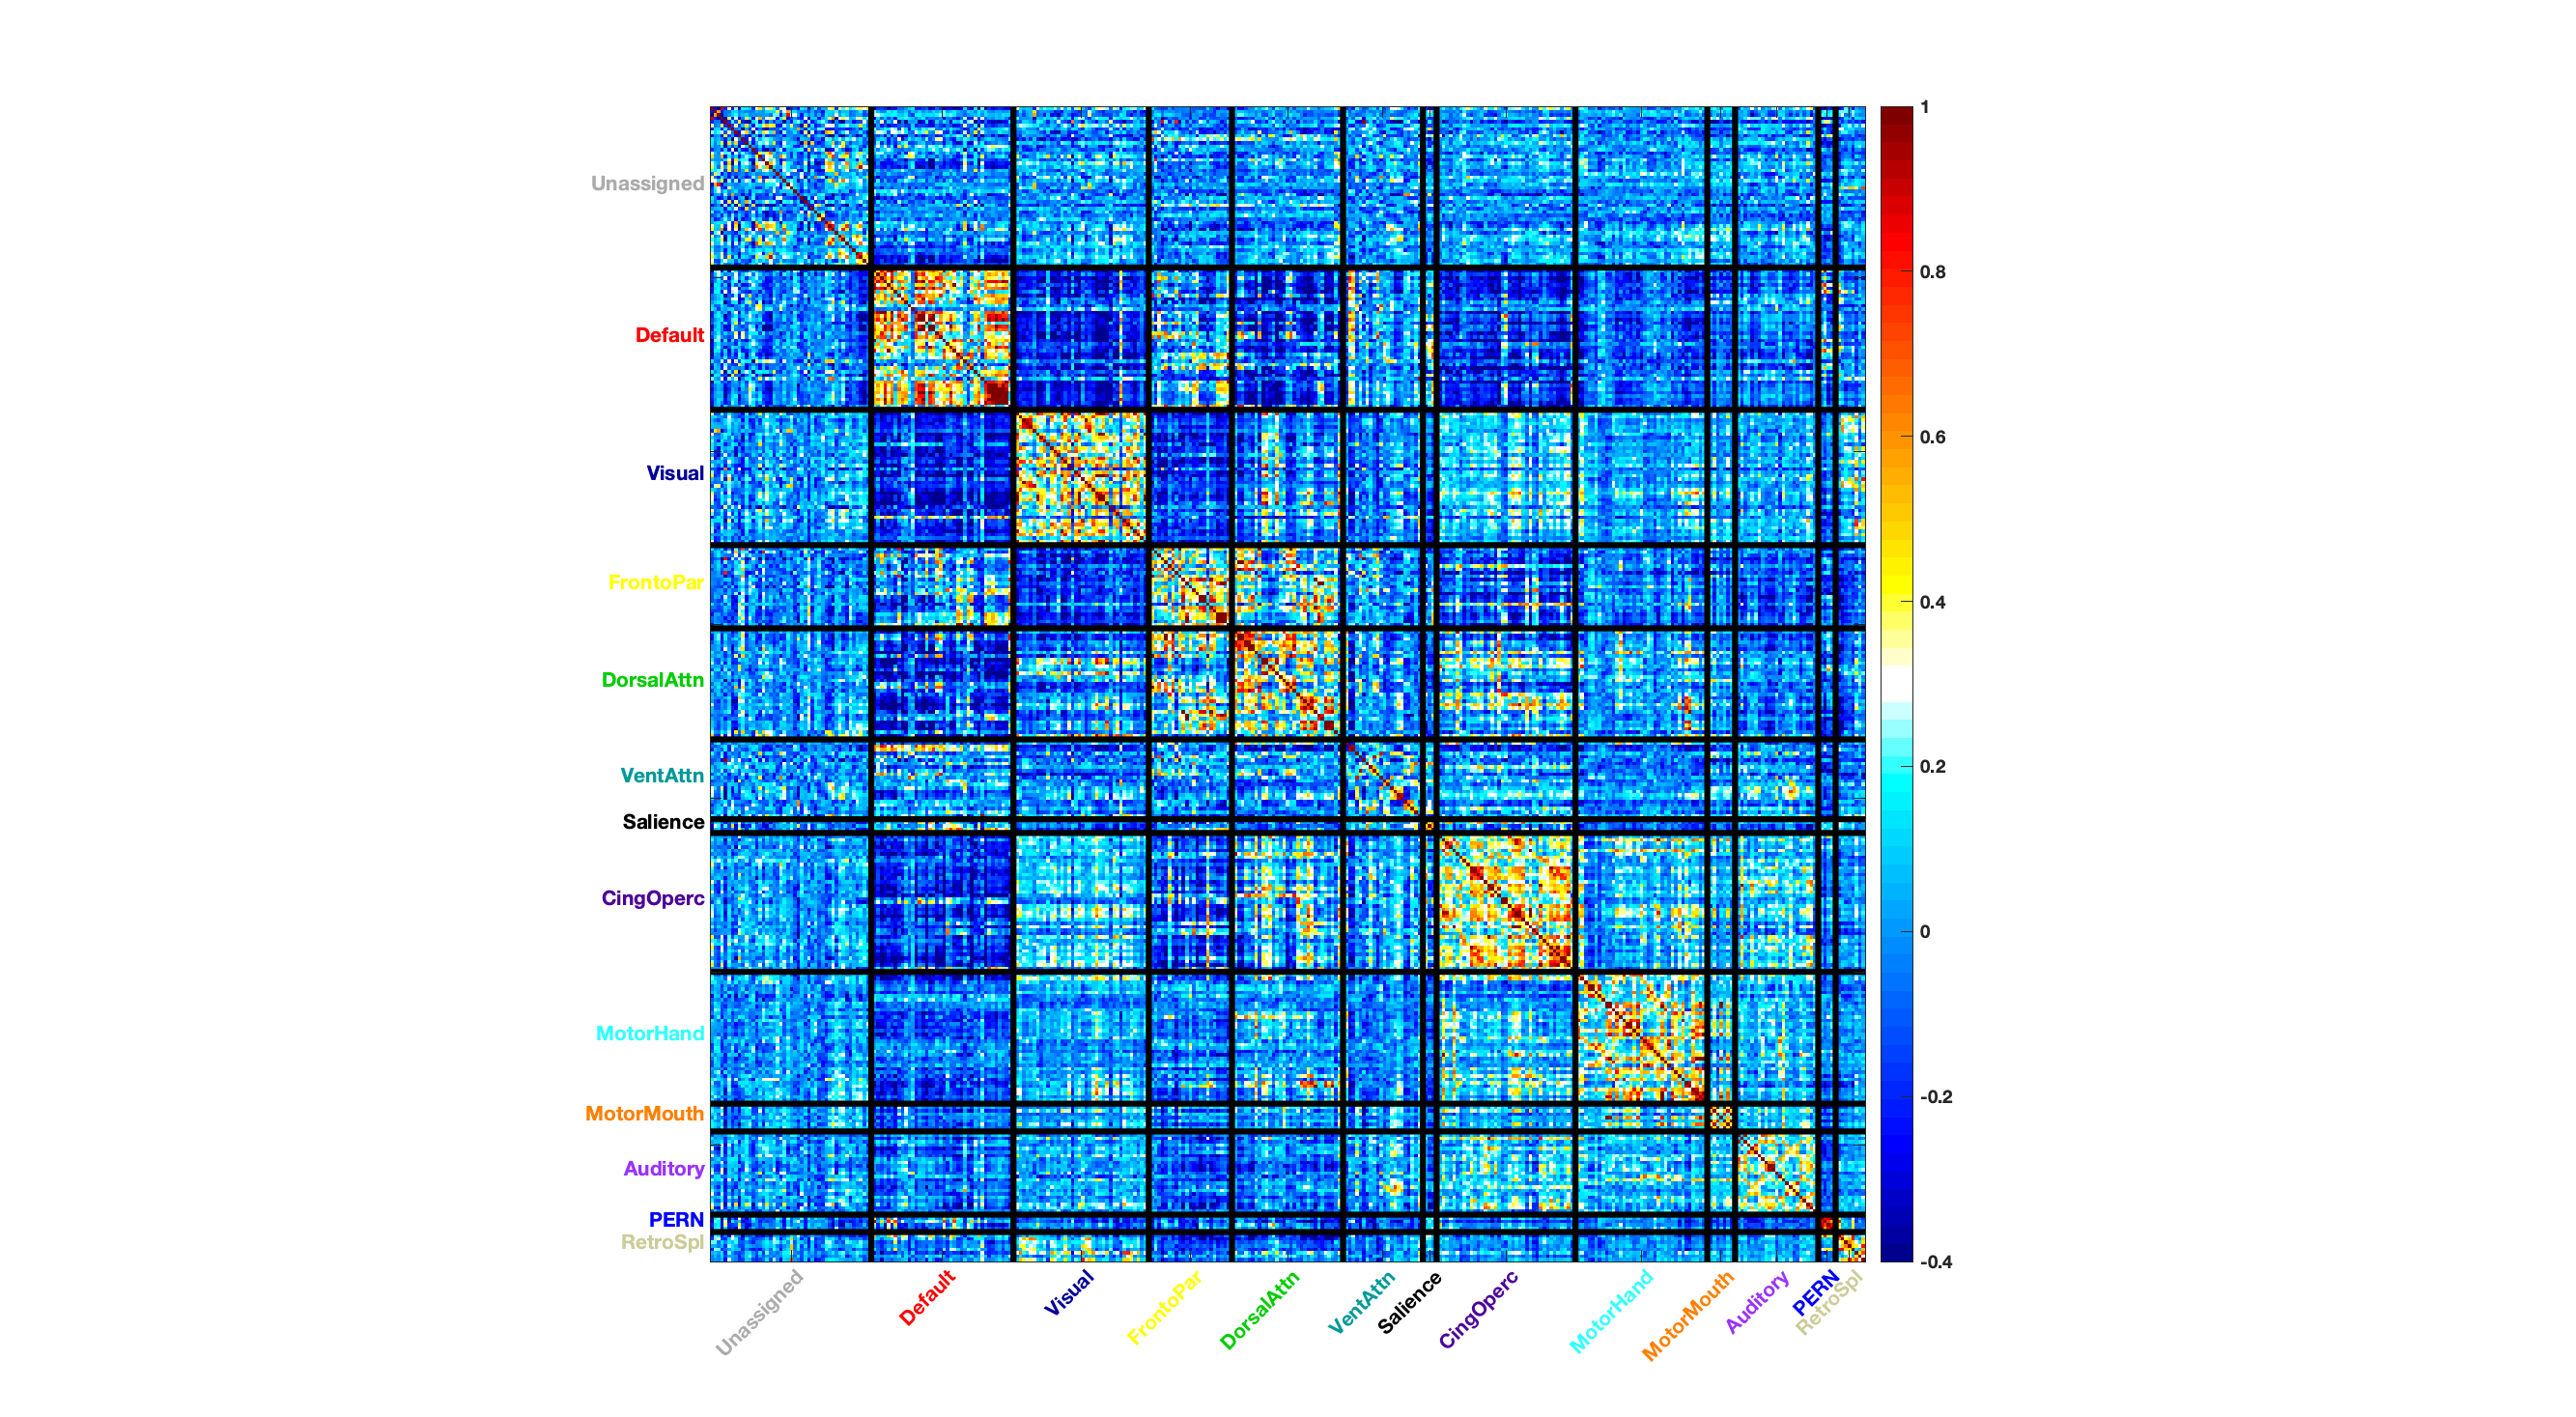 Unassigned
Default
Visual
FrontoPar
DorsalAttn
VentAttn
Salience
CingOperc
MotorHand
MotorMouth
Auditory
PERN
RetroSpl
Unassigned
Default
Visual
FrontoPar
DorsalAttn
VentAttn
Salience
CingOperc
MotorHand
MotorMouth
Auditory
PERN
RetroSpl
1
0.8
0.6
0.4
0.2
0
-0.2
-0.4